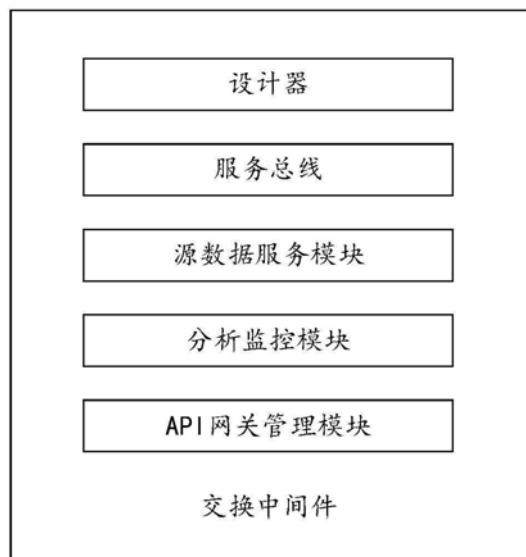 设计器
服务总线
源数据服务模块
分析监控模块
API网关管理模块
交换中间件